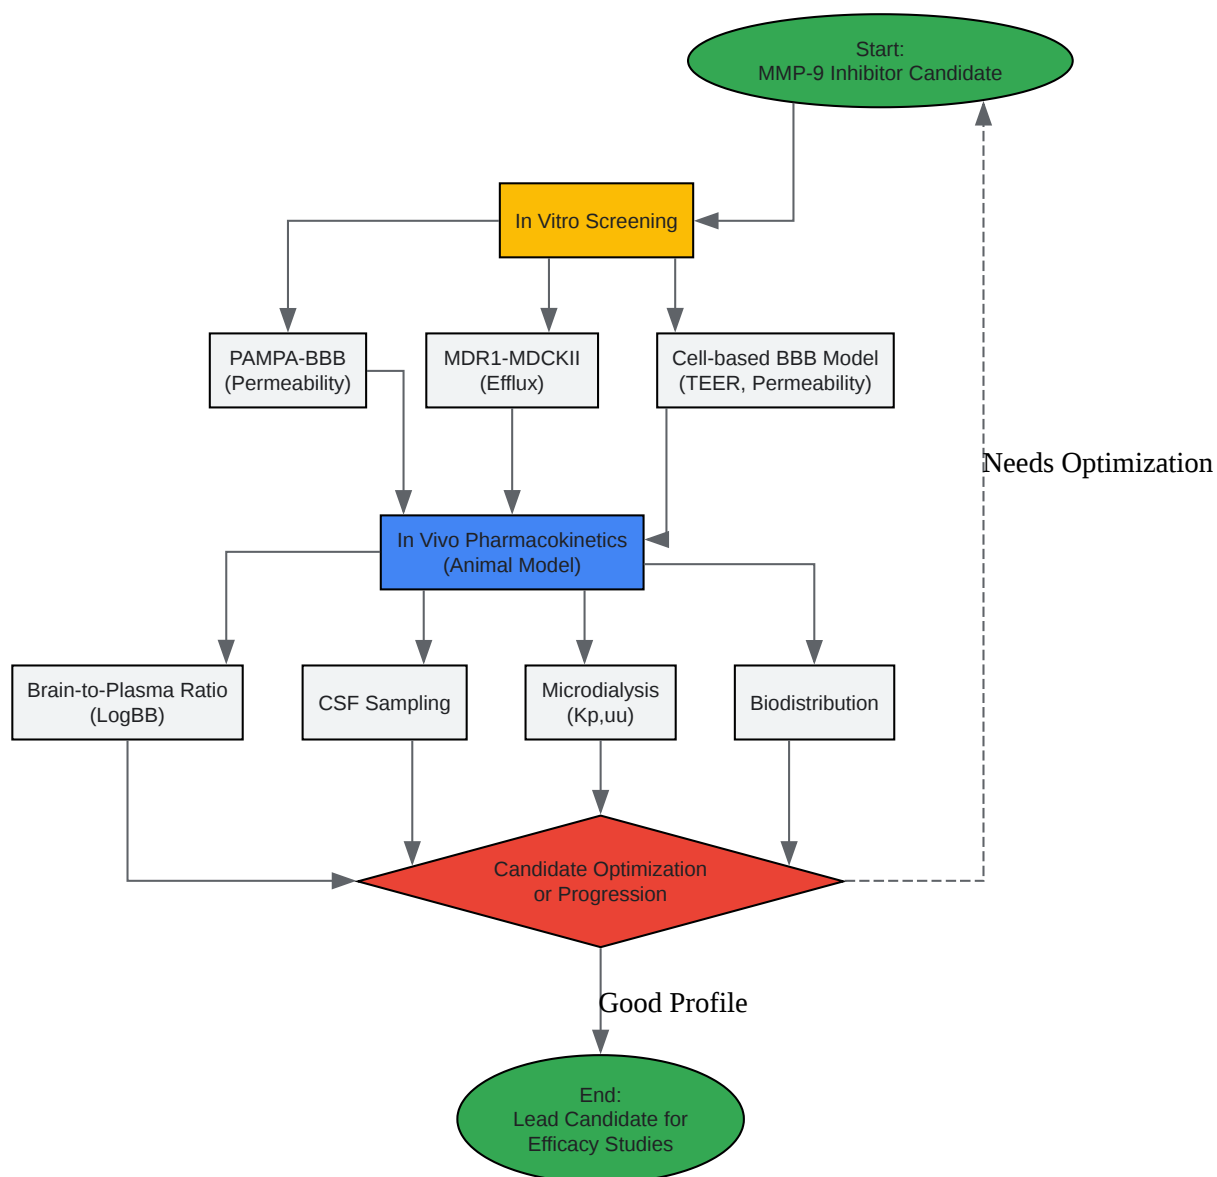 Start:
MMP-9 Inhibitor Candidate
In Vitro Screening
PAMPA-BBB
(Permeability)
MDR1-MDCKII
(Efflux)
Cell-based BBB Model
(TEER, Permeability)
Needs Optimization
In Vivo Pharmacokinetics
(Animal Model)
Brain-to-Plasma Ratio
(LogBB)
CSF Sampling
Microdialysis
(Kp,uu)
Biodistribution
Candidate Optimization
or Progression
Good Profile
End:
Lead Candidate for
Efficacy Studies